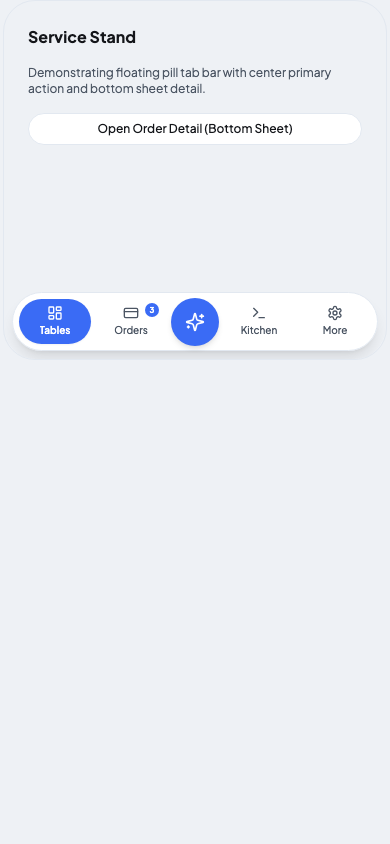 Service Stand
Demonstrating floating pill tab bar with center primary
action and bottom sheet detail.
Open Order Detail (Bottom Sheet)
3
Tables
Orders
Kitchen
More